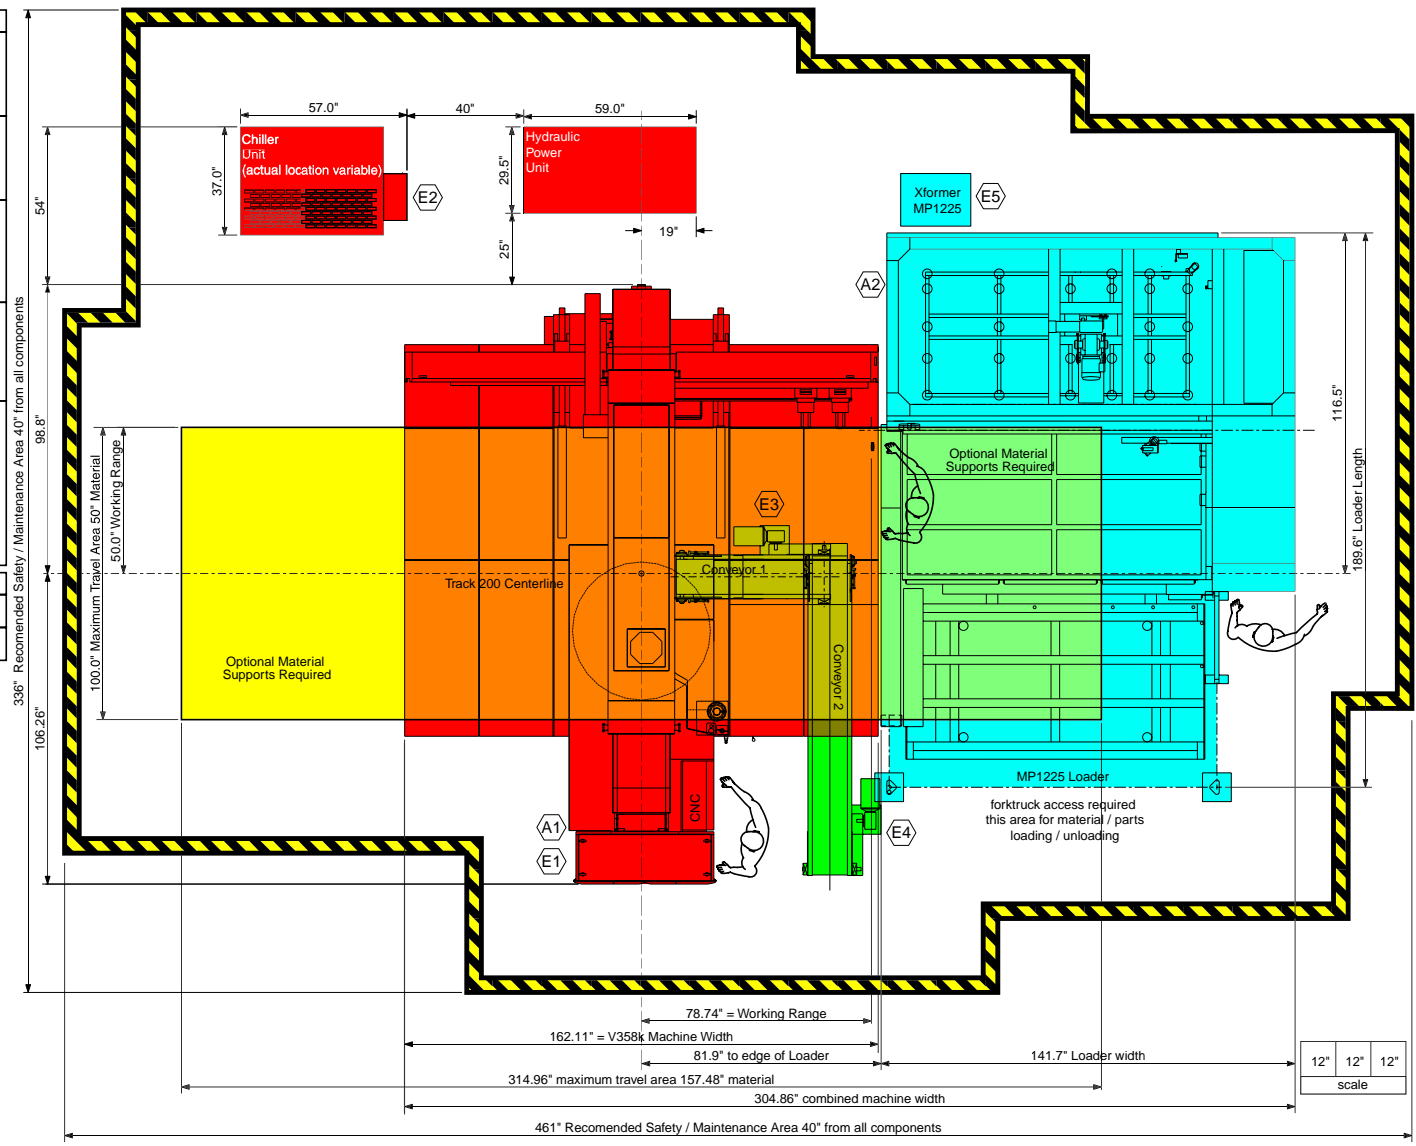 57.0"
40"
59.0"
Chiller
Unit
(actual location variable)
37.0"
E2
Hydraulic
Power
Unit
29.5"
19"
25"
54"
Xformer
MP1225
E5
A2
336" Recomended Safety / Maintenance Area 40" from all components
98.8"
106.26"
100.0" Maximum Travel Area 50" Material
50.0" Working Range
116.5"
189.6" Loader Length
Optional Material
Supports Required
E3
Conveyor 1
Track 200 Centerline
Conveyor 2
Optional Material
Supports Required
MP1225 Loader
CNC
forktruck access required
this area for material / parts
loading / unloading
A1
E1
E4
78.74" = Working Range
162.11" = V358k Machine Width
81.9" to edge of Loader
141.7" Loader width
12" 12" 12"
scale
314.96" maximum travel area 157.48" material
304.86" combined machine width
461" Recomended Safety / Maintenance Area 40" from all components